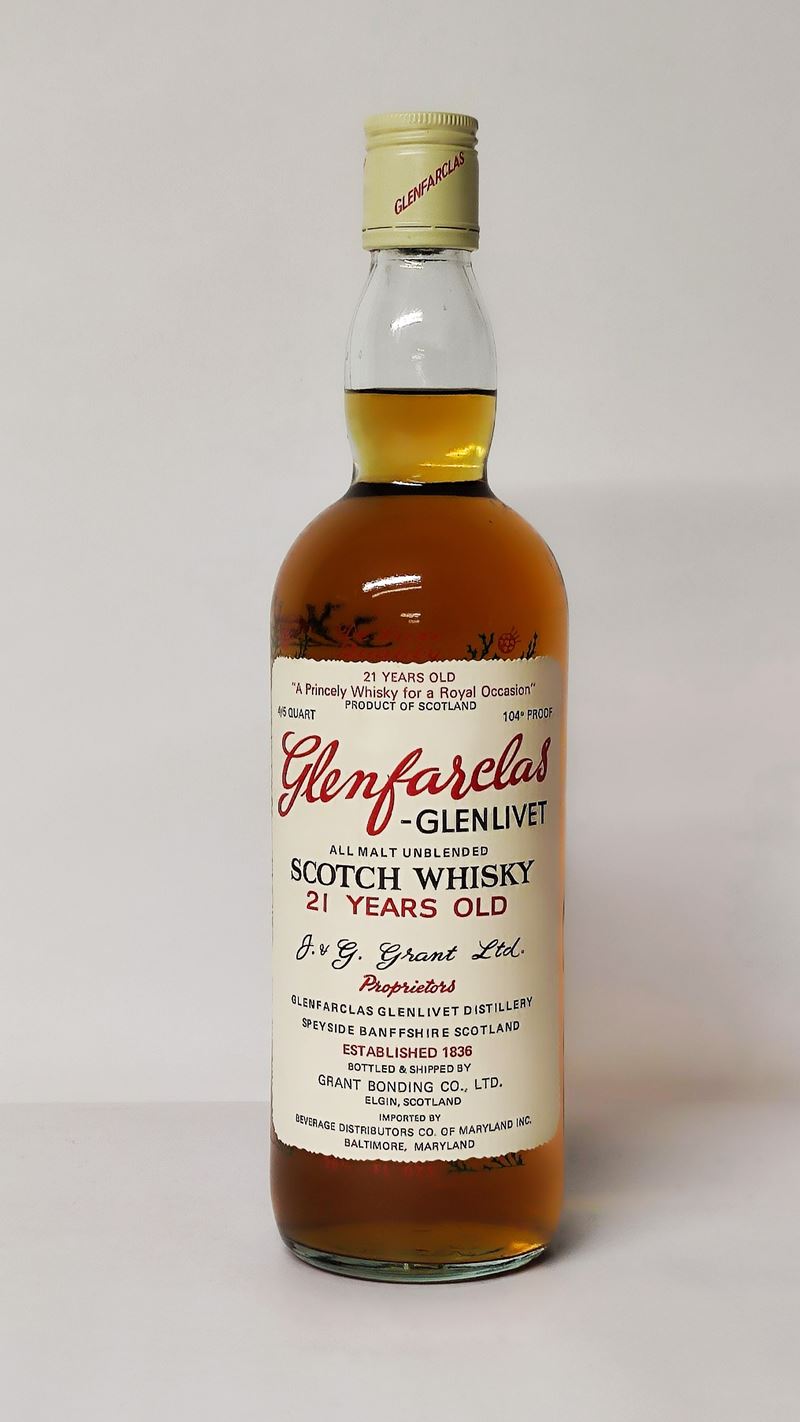 GLENFARCLAS
21 YEARS OLD
"A Princely Whisky for a Royal Occasion"
PRODUCT OF SCOTLAND
4/5 QUART
104° PROOF
Glenfarclas
-GLENLIVET
ALL MALT UNBLENDED
SCOTCH WHISKY
21 YEARS OLD
J. & G. Grant Ltd.
Proprietors
GLENFARCLAS GLENLIVET DISTILLERY
SPEYSIDE BANFFSHIRE SCOTLAND
ESTABLISHED 1836
BOTTLED & SHIPPED BY
GRANT BONDING CO., LTD.
ELGIN, SCOTLAND
IMPORTED BY
BEVERAGE DISTRIBUTORS CO. OF MARYLAND INC.
BALTIMORE, MARYLAND